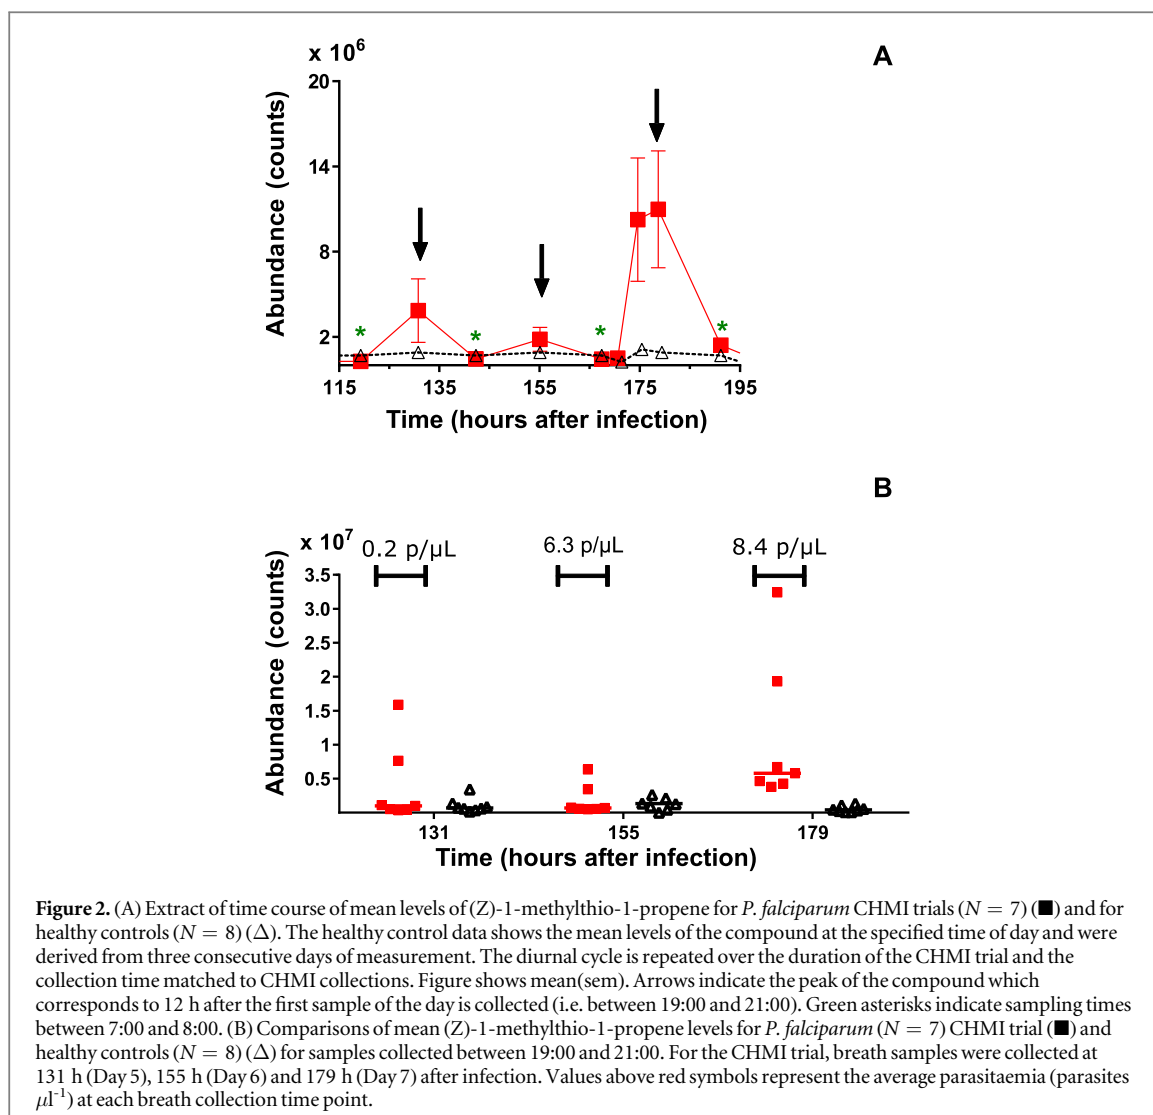 x 10⁶
A
Abundance (counts)
20
14
8
2
*
*
*
*
115 135 155 175 195
Time (hours after infection)
B
x 10⁷
0.2 p/µL 6.3 p/µL 8.4 p/µL
Abundance (counts)
3.5
3.0
2.5
2
1.5
1
0.5
131 155 179
Time (hours after infection)
Figure 2. (A) Extract of time course of mean levels of (Z)-1-methylthio-1-propene for P. falciparum CHMI trials (N = 7) (■) and for
healthy controls (N = 8) (Δ). The healthy control data shows the mean levels of the compound at the specified time of day and were
derived from three consecutive days of measurement. The diurnal cycle is repeated over the duration of the CHMI trial and the
collection time matched to CHMI collections. Figure shows mean(sem). Arrows indicate the peak of the compound which
corresponds to 12 h after the first sample of the day is collected (i.e. between 19:00 and 21:00). Green asterisks indicate sampling times
between 7:00 and 8:00. (B) Comparisons of mean (Z)-1-methylthio-1-propene levels for P. falciparum (N = 7) CHMI trial (■) and
healthy controls (N = 8) (Δ) for samples collected between 19:00 and 21:00. For the CHMI trial, breath samples were collected at
131 h (Day 5), 155 h (Day 6) and 179 h (Day 7) after infection. Values above red symbols represent the average parasitaemia (parasites
μl⁻¹) at each breath collection time point.